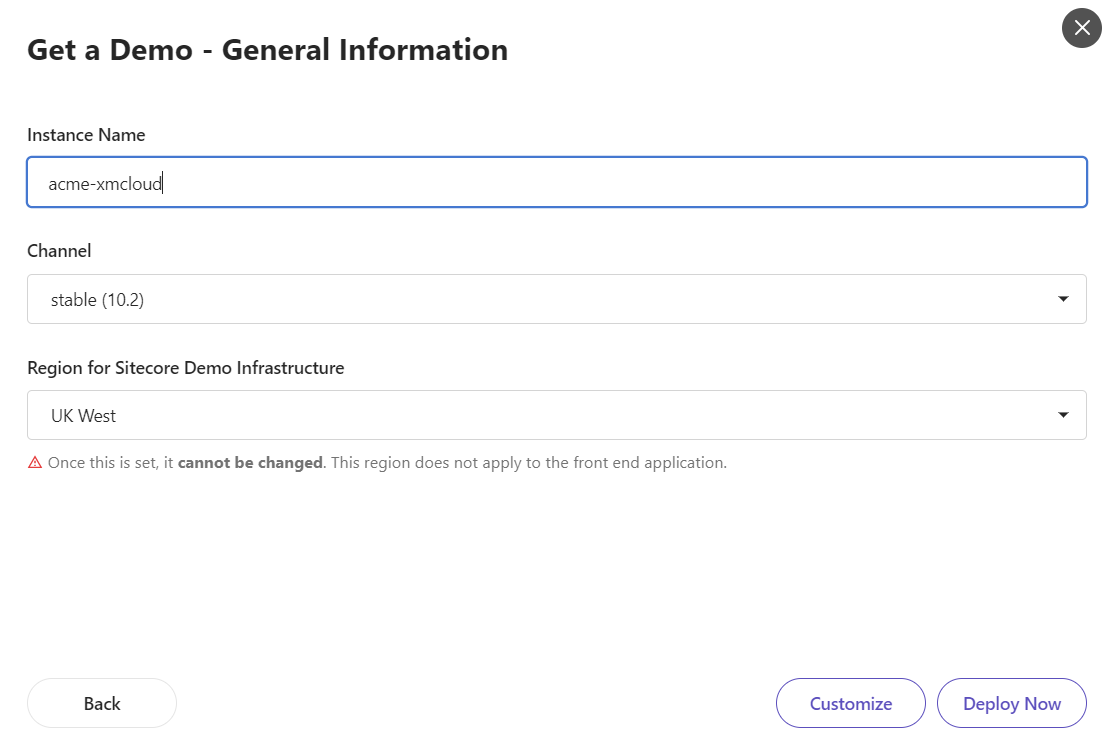 Get a Demo - General Information
Instance Name
acme-xmcloud
Channel
stable (10.2)
Region for Sitecore Demo Infrastructure
UK West
Once this is set, it cannot be changed. This region does not apply to the front end application.
Back
Customize
Deploy Now